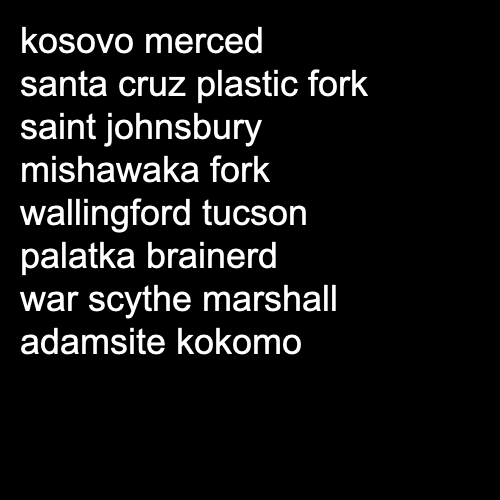 kosovo merced
santa cruz plastic fork
saint johnsbury
mishawaka fork
wallingford tucson
palatka brainerd
war scythe marshall
adamsite kokomo